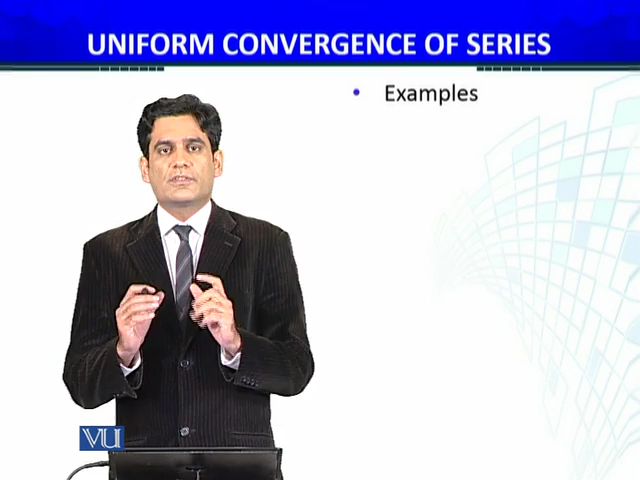 UNIFORM CONVERGENCE OF SERIES
• Examples
VU